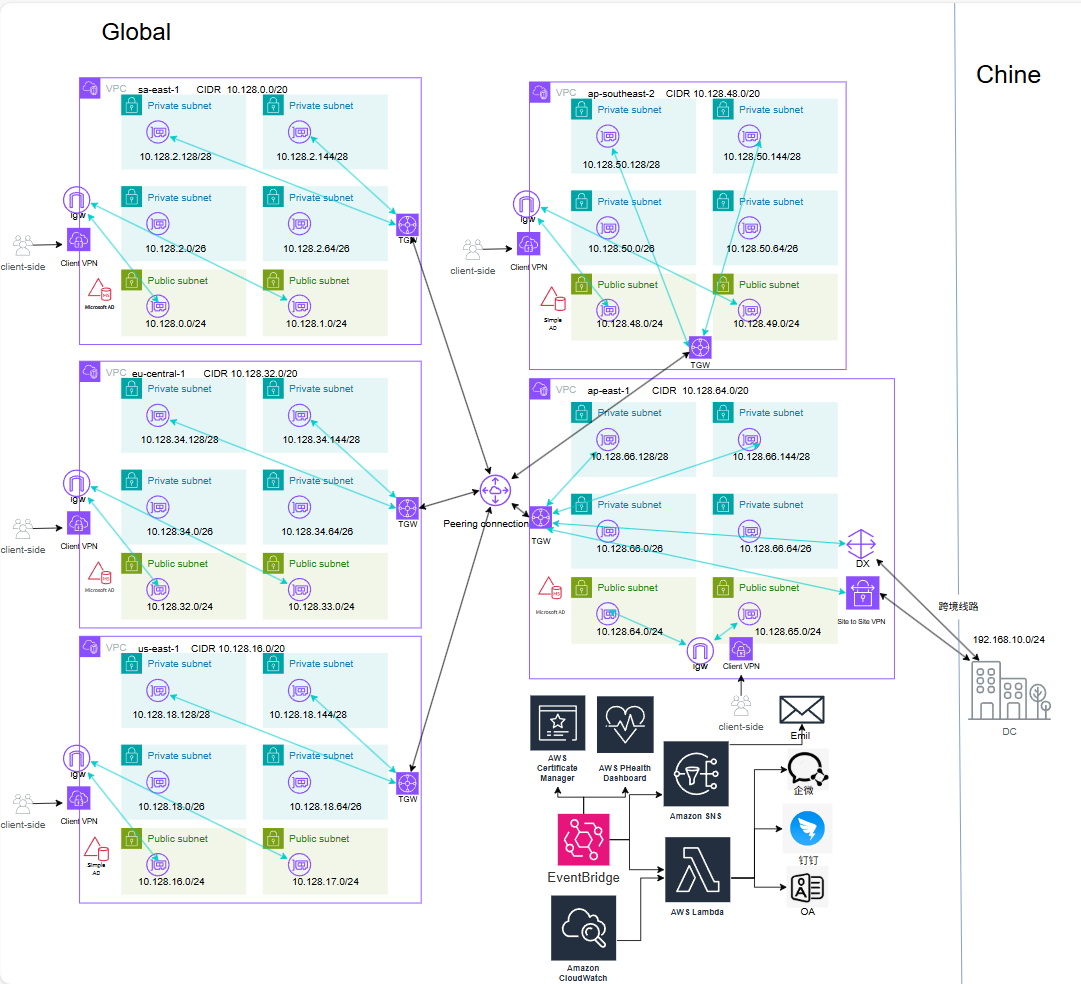 Global
Chine
VPC sa-east-1 CIDR 10.128.0.0/20
Private subnet
Private subnet
10.128.2.128/28
10.128.2.144/28
Private subnet
Private subnet
igw
10.128.2.0/26
10.128.2.64/26
TGW
Client VPN
client-side
Public subnet
Public subnet
Microsoft AD
10.128.0.0/24
10.128.1.0/24
VPC ap-southeast-2 CIDR 10.128.48.0/20
Private subnet
Private subnet
10.128.50.128/28
10.128.50.144/28
Private subnet
Private subnet
igw
10.128.50.0/26
10.128.50.64/26
Client VPN
client-side
Public subnet
Public subnet
Simple
AD
10.128.48.0/24
10.128.49.0/24
TGW
VPC eu-central-1 CIDR 10.128.32.0/20
Private subnet
Private subnet
10.128.34.128/28
10.128.34.144/28
Private subnet
Private subnet
igw
10.128.34.0/26
10.128.34.64/26
TGW
Client VPN
client-side
Public subnet
Public subnet
Microsoft AD
10.128.32.0/24
10.128.33.0/24
Peering connection
VPC ap-east-1 CIDR 10.128.64.0/20
Private subnet
Private subnet
10.128.66.128/28
10.128.66.144/28
Private subnet
Private subnet
TGW
10.128.66.0/26
10.128.66.64/26
DX
Public subnet
Public subnet
Microsoft AD
10.128.64.0/24
10.128.65.0/24
Site to Site VPN
igw
Client VPN
client-side
跨境线路
192.168.10.0/24
DC
VPC us-east-1 CIDR 10.128.16.0/20
Private subnet
Private subnet
10.128.18.128/28
10.128.18.144/28
Private subnet
Private subnet
igw
10.128.18.0/26
10.128.18.64/26
TGW
Client VPN
client-side
Public subnet
Public subnet
Simple
AD
10.128.16.0/24
10.128.17.0/24
AWS
Certificate
Manager
AWS PHealth
Dashboard
Emil
Amazon SNS
企微
EventBridge
钉钉
AWS Lambda
OA
Amazon
CloudWatch